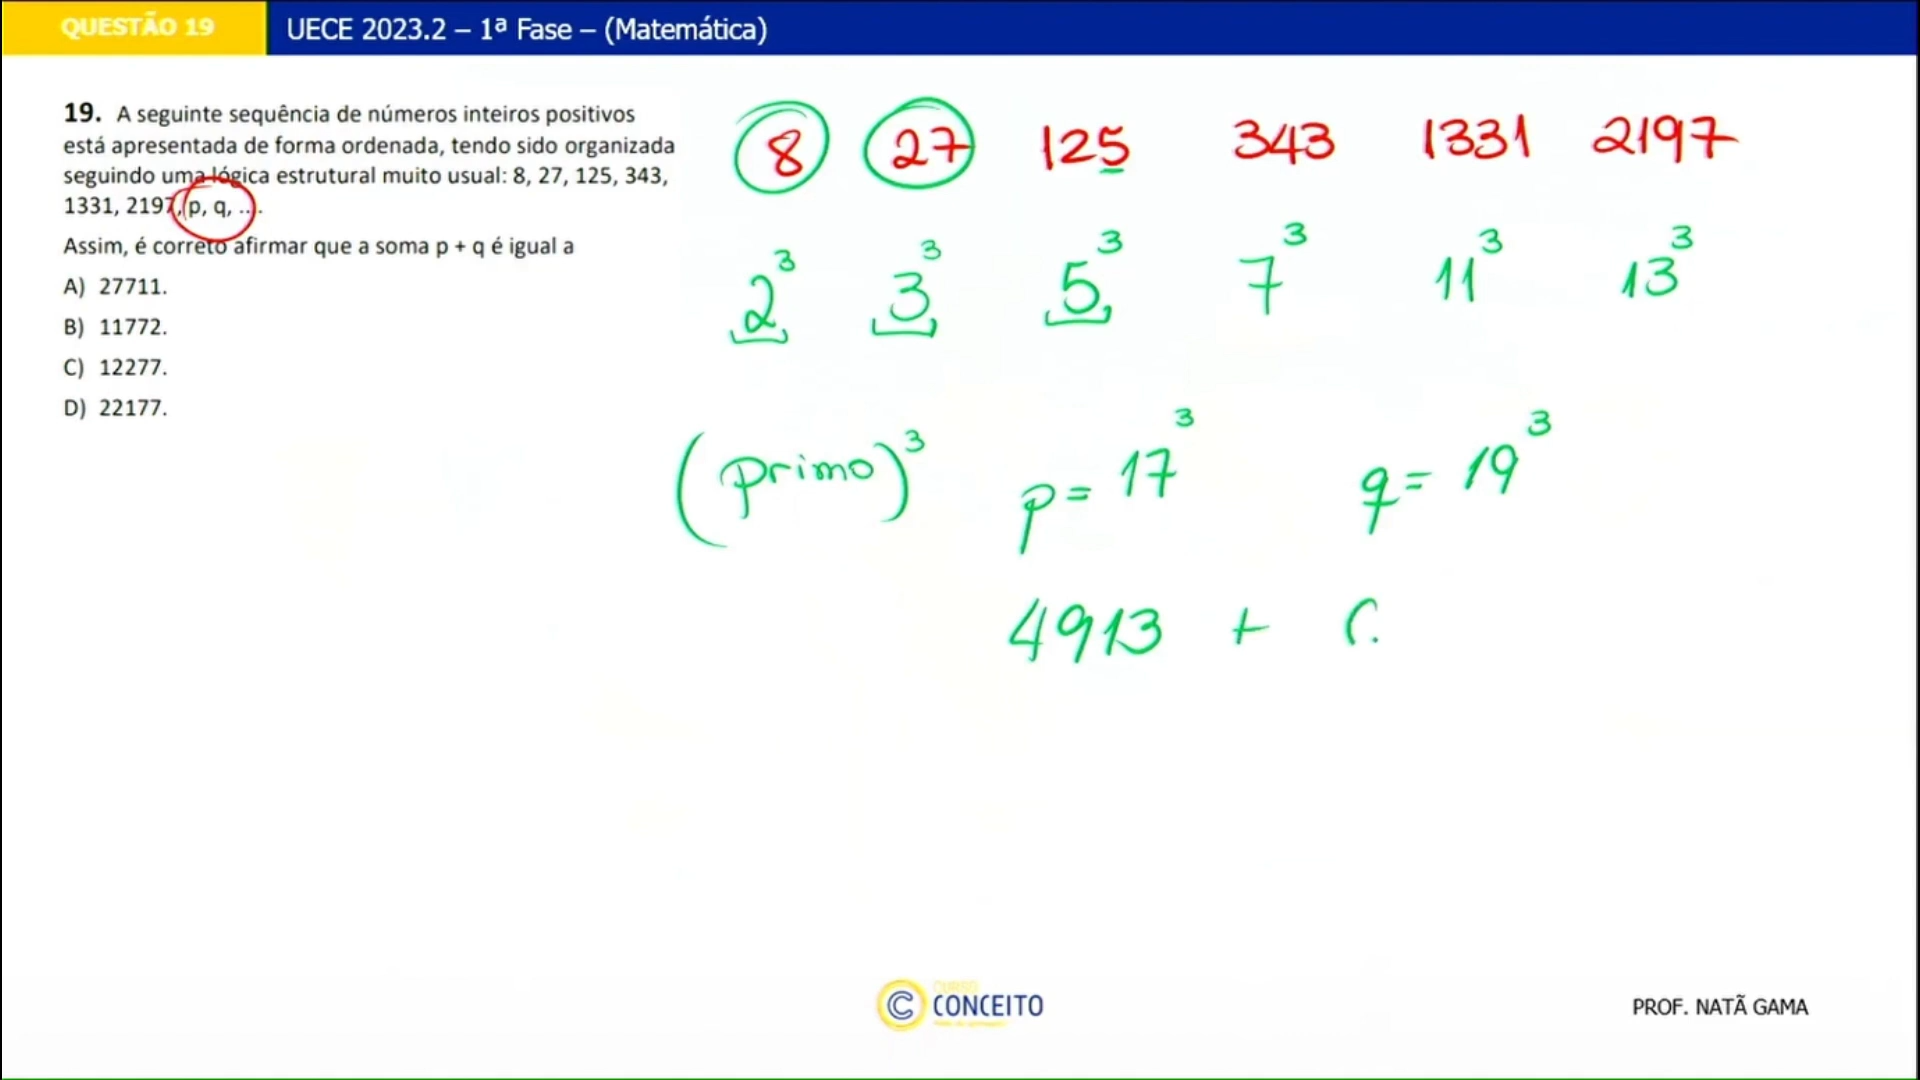 QUESTÃO 19
UECE 2023.2 – 1ª Fase – (Matemática)
19. A seguinte sequência de números inteiros positivos
está apresentada de forma ordenada, tendo sido organizada
seguindo uma lógica estrutural muito usual: 8, 27, 125, 343,
1331, 2197, p, q, ... .
Assim, é correto afirmar que a soma p + q é igual a
A) 27711.
B) 11772.
C) 12277.
D) 22177.
8 27 125 343 1331 2197
2³ 3³ 5³ 7³ 11³ 13³
(primo)³ p = 17³ q = 19³
4913 +
CURSO
CONCEITO
PROF. NATÃ GAMA